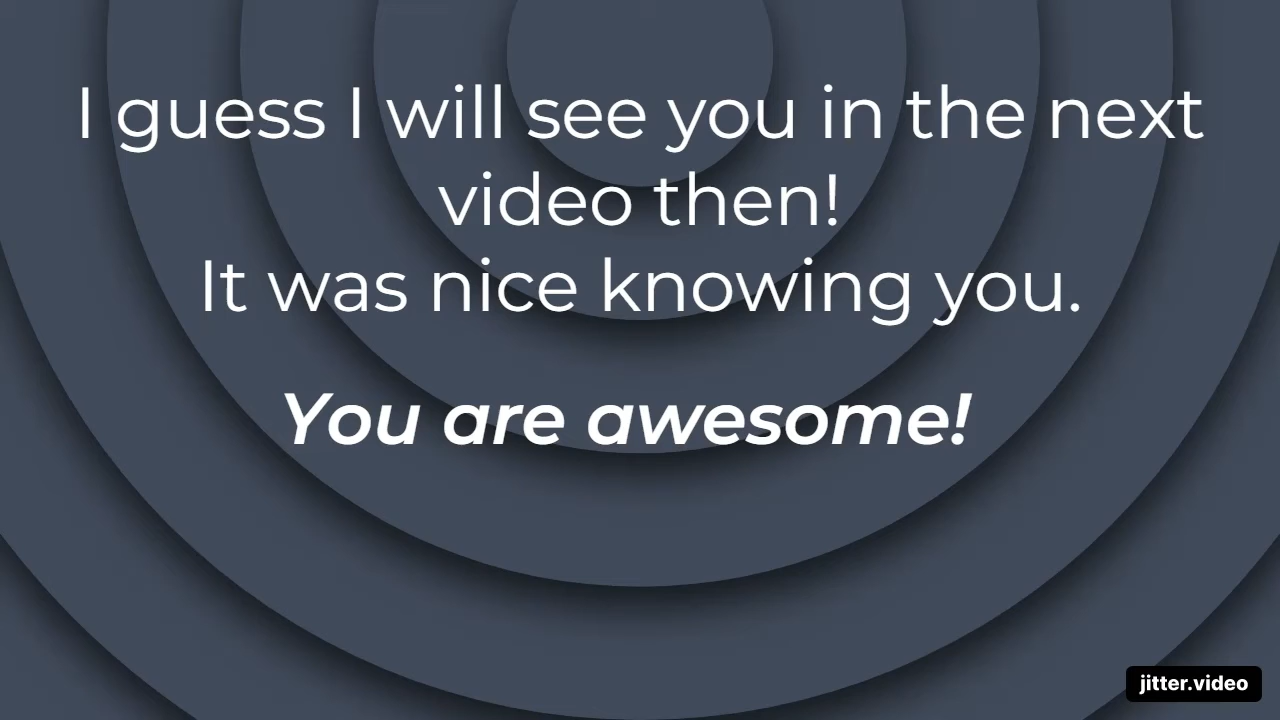 I guess I will see you in the next
video then!
It was nice knowing you.
You are awesome!
jitter.video